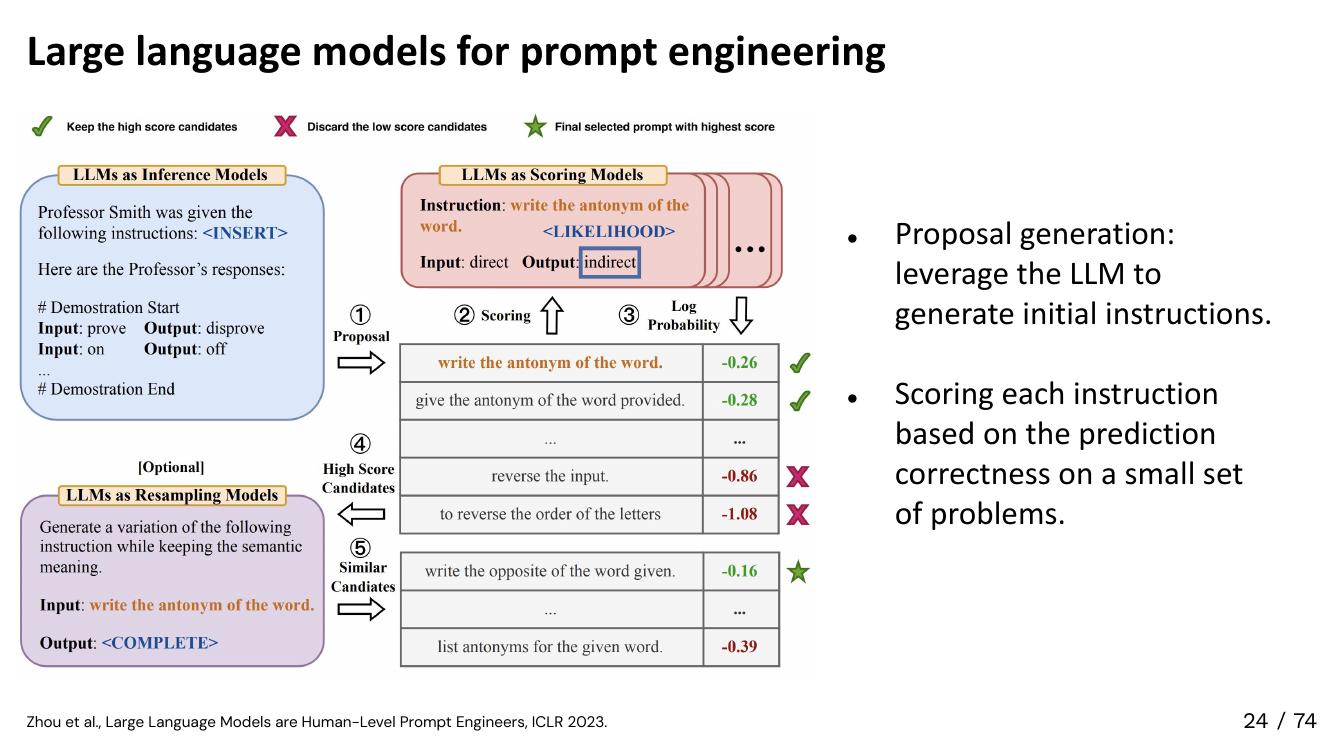 Large language models for prompt engineering
Keep the high score candidates
Discard the low score candidates
Final selected prompt with highest score
LLMs as Inference Models
Professor Smith was given the
following instructions: <INSERT>
Here are the Professor's responses:
# Demostration Start
Input: prove Output: disprove
Input: on Output: off
...
# Demostration End
① Proposal
LLMs as Scoring Models
Instruction: write the antonym of the
word. <LIKELIHOOD>
Input: direct Output: indirect
...
② Scoring
③ Log
Probability
write the antonym of the word. -0.26
give the antonym of the word provided. -0.28
... ...
reverse the input. -0.86
to reverse the order of the letters -1.08
④
High Score
Candidates
[Optional]
LLMs as Resampling Models
Generate a variation of the following
instruction while keeping the semantic
meaning.
Input: write the antonym of the word.
Output: <COMPLETE>
⑤
Similar
Candiates
write the opposite of the word given. -0.16
... ...
list antonyms for the given word. -0.39
• Proposal generation:
leverage the LLM to
generate initial instructions.
• Scoring each instruction
based on the prediction
correctness on a small set
of problems.
Zhou et al., Large Language Models are Human-Level Prompt Engineers, ICLR 2023.
24 / 74